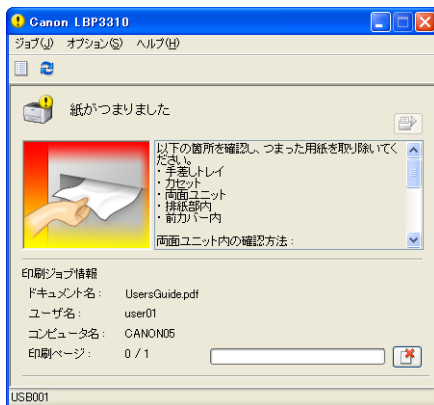 Canon LBP3310
ジョブ(J) オプション(S) ヘルプ(H)
紙がつまりました
以下の箇所を確認し、つまった用紙を取り除いてく
ださい。
・手差しトレイ
・カセット
・両面ユニット
・排紙部内
・前カバー内
両面ユニット内の確認方法：
印刷ジョブ情報
ドキュメント名： UsersGuide.pdf
ユーザ名： user01
コンピュータ名： CANON05
印刷ページ： 0 / 1
USB001